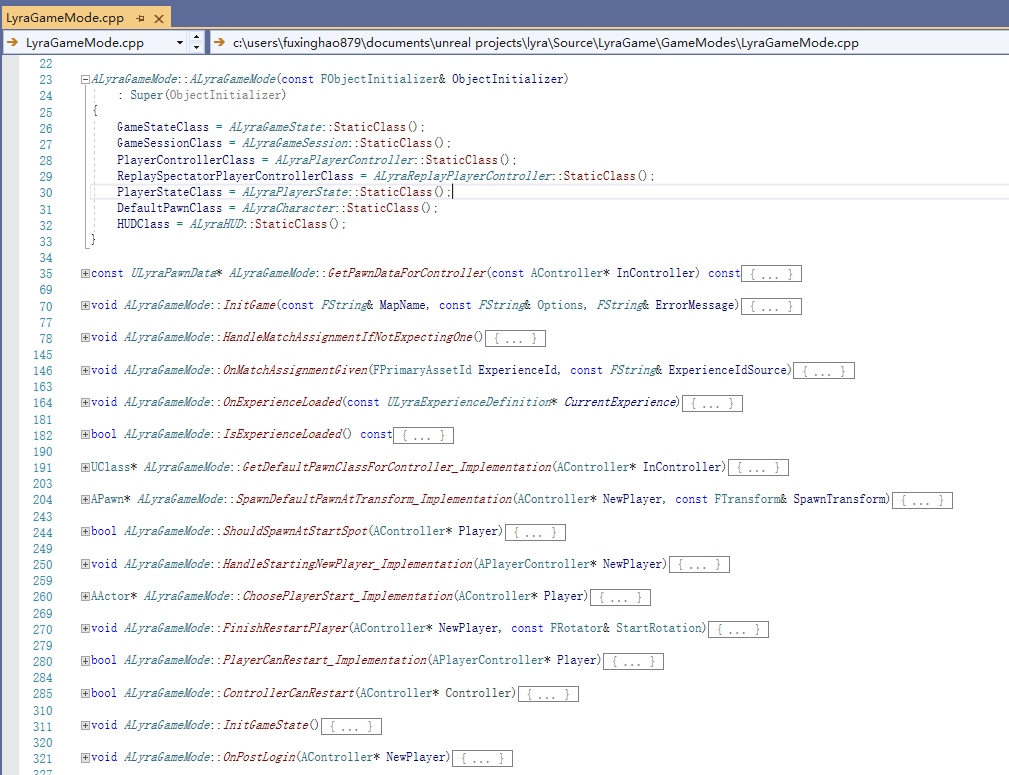 LyraGameMode.cpp
LyraGameMode.cpp c:\users\fuxinghao879\documents\unreal projects\lyra\Source\LyraGame\GameModes\LyraGameMode.cpp
22
23 ALyraGameMode::ALyraGameMode(const FObjectInitializer& ObjectInitializer)
24 : Super(ObjectInitializer)
25 {
26 GameStateClass = ALyraGameState::StaticClass();
27 GameSessionClass = ALyraGameSession::StaticClass();
28 PlayerControllerClass = ALyraPlayerController::StaticClass();
29 ReplaySpectatorPlayerControllerClass = ALyraReplayPlayerController::StaticClass();
30 PlayerStateClass = ALyraPlayerState::StaticClass();
31 DefaultPawnClass = ALyraCharacter::StaticClass();
32 HUDClass = ALyraHUD::StaticClass();
33 }
34
35 const ULyraPawnData* ALyraGameMode::GetPawnDataForController(const AController* InController) const{ ... }
69
70 void ALyraGameMode::InitGame(const FString& MapName, const FString& Options, FString& ErrorMessage){ ... }
77
78 void ALyraGameMode::HandleMatchAssignmentIfNotExpectingOne(){ ... }
145
146 void ALyraGameMode::OnMatchAssignmentGiven(FPrimaryAssetId ExperienceId, const FString& ExperienceIdSource){ ... }
163
164 void ALyraGameMode::OnExperienceLoaded(const ULyraExperienceDefinition* CurrentExperience){ ... }
181
182 bool ALyraGameMode::IsExperienceLoaded() const{ ... }
190
191 UClass* ALyraGameMode::GetDefaultPawnClassForController_Implementation(AController* InController){ ... }
203
204 APawn* ALyraGameMode::SpawnDefaultPawnAtTransform_Implementation(AController* NewPlayer, const FTransform& SpawnTransform){ ... }
243
244 bool ALyraGameMode::ShouldSpawnAtStartSpot(AController* Player){ ... }
249
250 void ALyraGameMode::HandleStartingNewPlayer_Implementation(APlayerController* NewPlayer){ ... }
259
260 AActor* ALyraGameMode::ChoosePlayerStart_Implementation(AController* Player){ ... }
269
270 void ALyraGameMode::FinishRestartPlayer(AController* NewPlayer, const FRotator& StartRotation){ ... }
279
280 bool ALyraGameMode::PlayerCanRestart_Implementation(APlayerController* Player){ ... }
284
285 bool ALyraGameMode::ControllerCanRestart(AController* Controller){ ... }
310
311 void ALyraGameMode::InitGameState(){ ... }
320
321 void ALyraGameMode::OnPostLogin(AController* NewPlayer){ ... }
327